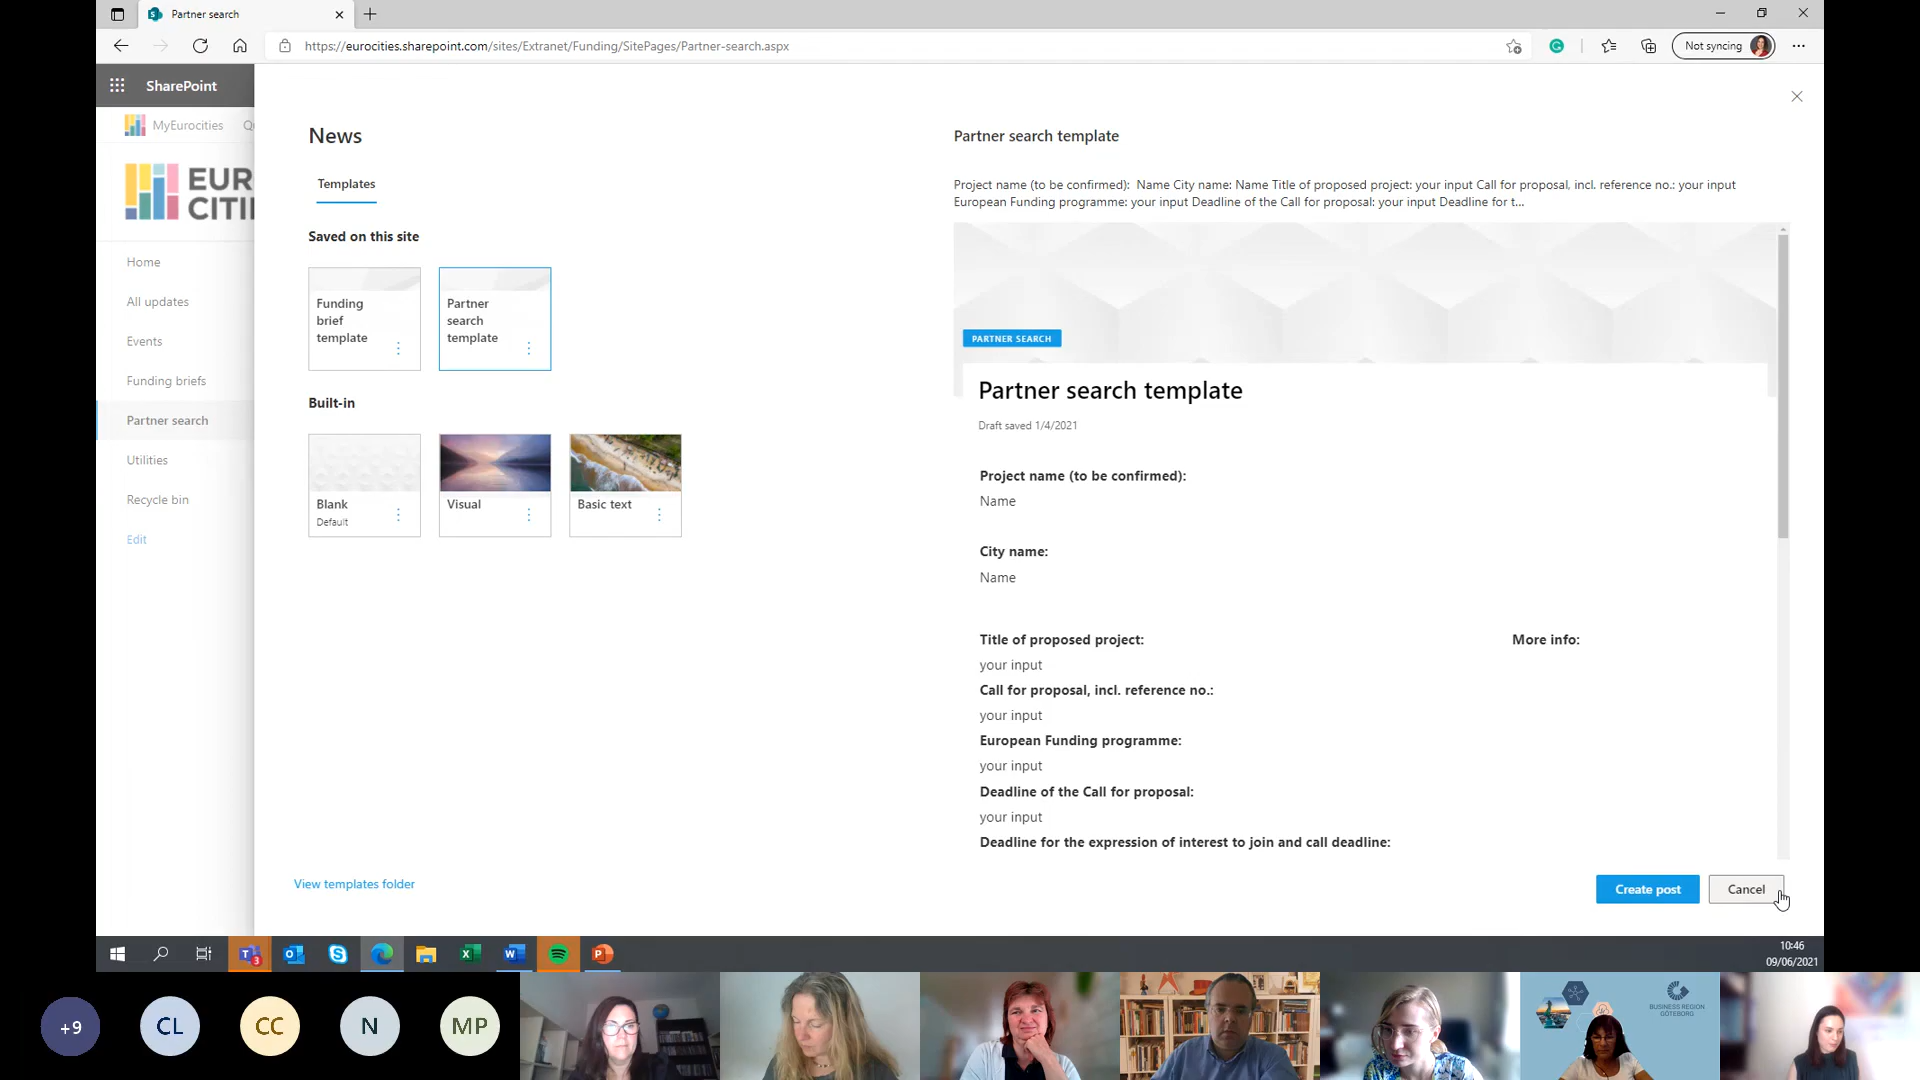 Partner search
https://eurocities.sharepoint.com/sites/Extranet/Funding/SitePages/Partner-search.aspx
Not syncing
SharePoint
MyEurocities
EUR
CITI
Home
All updates
Events
Funding briefs
Partner search
Utilities
Recycle bin
Edit
News
Templates
Saved on this site
Funding
brief
template
Partner
search
template
Built-in
Blank
Default
Visual
Basic text
View templates folder
Partner search template
Project name (to be confirmed): Name City name: Name Title of proposed project: your input Call for proposal, incl. reference no.: your input
European Funding programme: your input Deadline of the Call for proposal: your input Deadline for t...
PARTNER SEARCH
Partner search template
Draft saved 1/4/2021
Project name (to be confirmed):
Name
City name:
Name
Title of proposed project:
More info:
your input
Call for proposal, incl. reference no.:
your input
European Funding programme:
your input
Deadline of the Call for proposal:
your input
Deadline for the expression of interest to join and call deadline:
Create post
Cancel
10:46
09/06/2021
+9
CL
CC
N
MP
BUSINESS REGION
GÖTEBORG